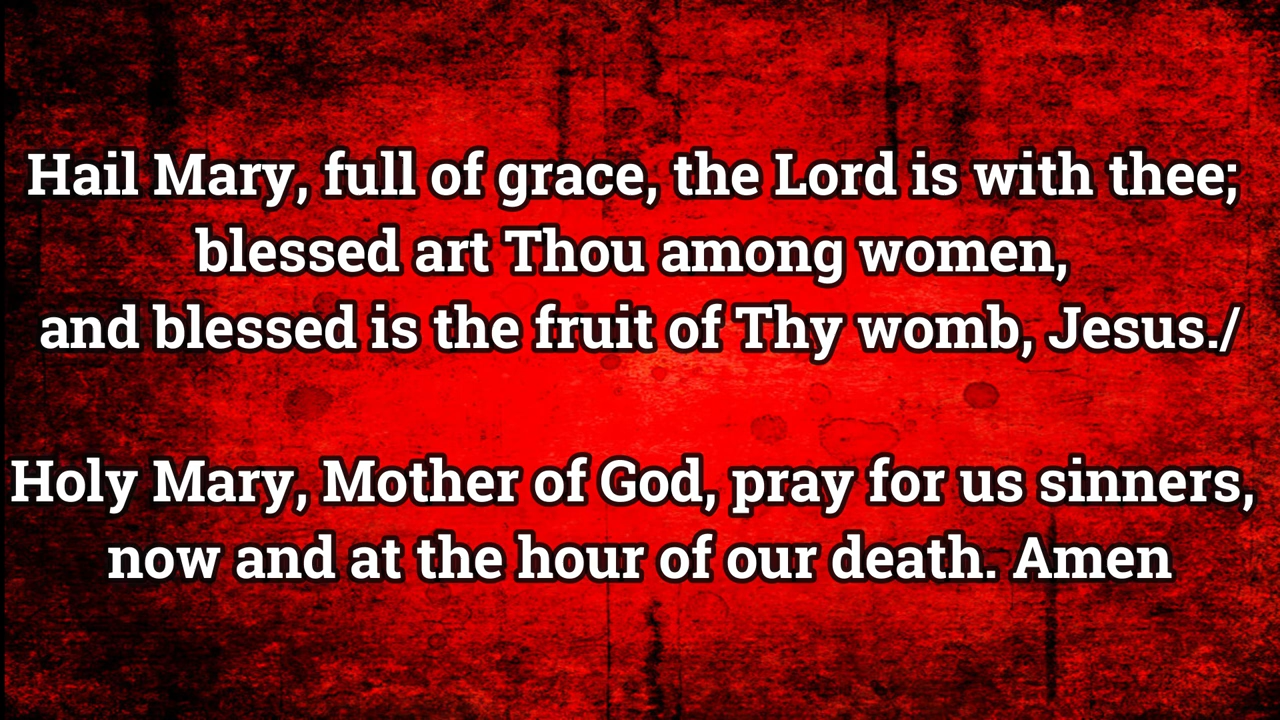 Hail Mary, full of grace, the Lord is with thee;
blessed art Thou among women,
and blessed is the fruit of Thy womb, Jesus./
Holy Mary, Mother of God, pray for us sinners,
now and at the hour of our death. Amen